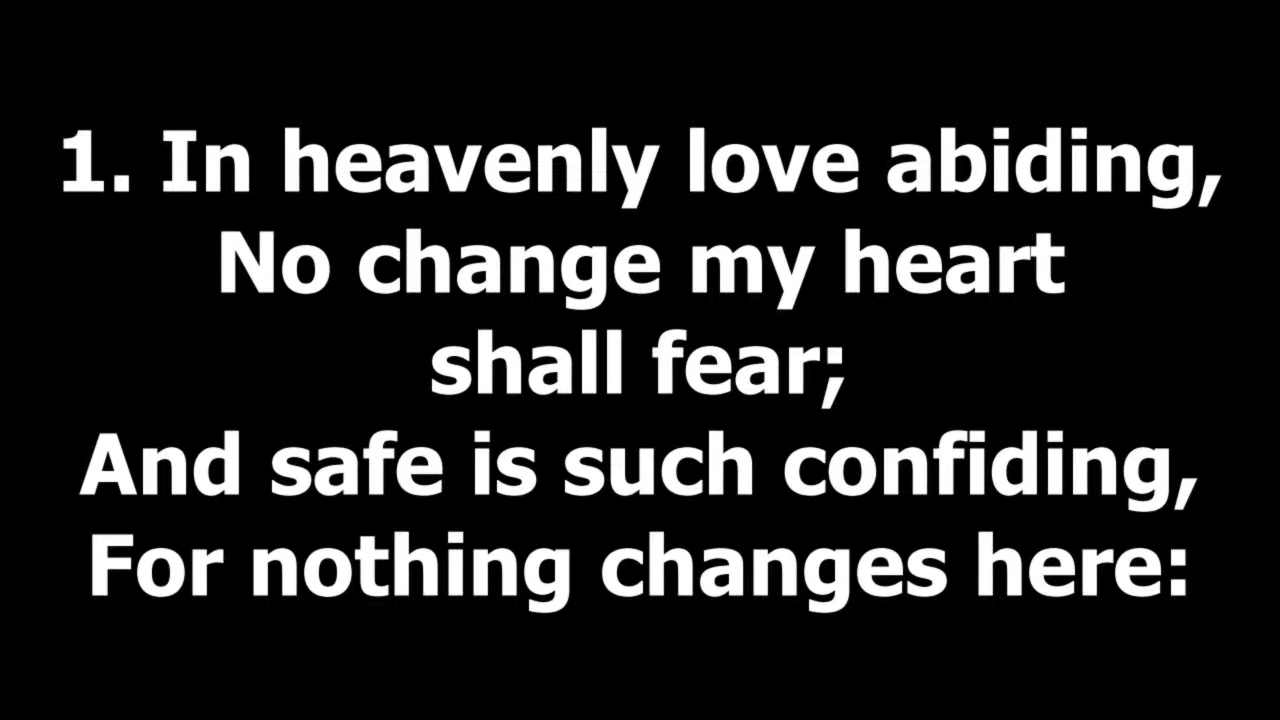 1. In heavenly love abiding,
No change my heart
shall fear;
And safe is such confiding,
For nothing changes here: